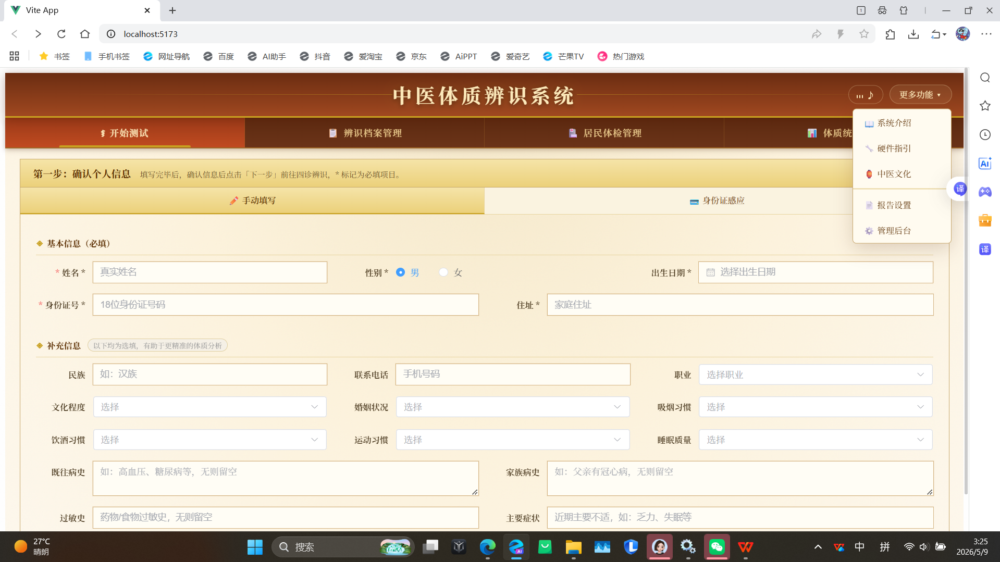 Vite App
localhost:5173
书签
手机书签
网址导航
百度
AI助手
抖音
爱淘宝
京东
AiPPT
爱奇艺
芒果TV
热门游戏
中医体质辨识系统
... ♪
更多功能 ▾
开始测试
辨识档案管理
居民体检管理
体质统
系统介绍
硬件指引
中医文化
报告设置
管理后台
第一步：确认个人信息 填写完毕后，确认信息后点击「下一步」前往四诊辨识，* 标记为必填项目。
手动填写
身份证感应
译
基本信息（必填）
* 姓名 * 真实姓名
性别 * 男 女
出生日期 * 选择出生日期
* 身份证号 * 18位身份证号码
住址 * 家庭住址
补充信息 以下均为选填，有助于更精准的体质分析
民族 如：汉族
联系电话 手机号码
职业 选择职业
文化程度 选择
婚姻状况 选择
吸烟习惯 选择
饮酒习惯 选择
运动习惯 选择
睡眠质量 选择
既往病史 如：高血压、糖尿病等，无则留空
家族病史 如：父亲有冠心病，无则留空
过敏史 药物/食物过敏史，无则留空
主要症状 近期主要不适，如：乏力、失眠等
AI
译
27°C
晴朗
搜索
AI
中
拼
3:25
2026/5/9